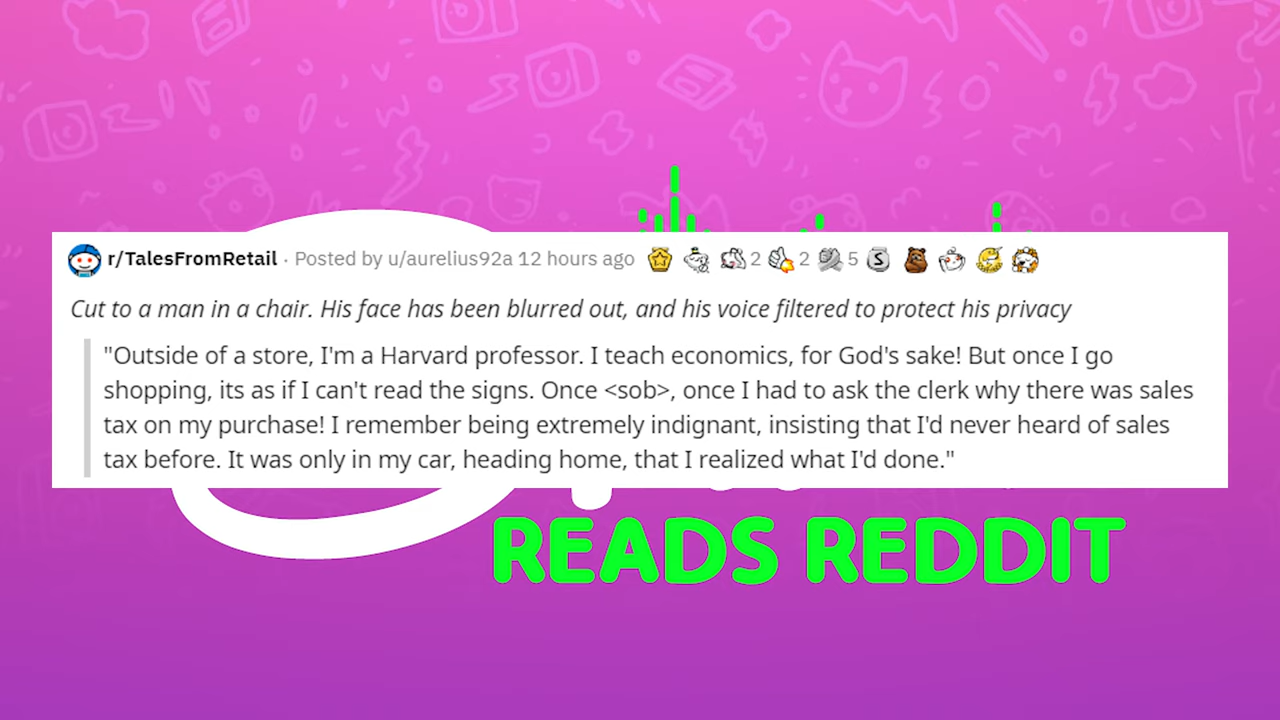 r/TalesFromRetail · Posted by u/aurelius92a 12 hours ago 2 2 5 S
Cut to a man in a chair. His face has been blurred out, and his voice filtered to protect his privacy
"Outside of a store, I'm a Harvard professor. I teach economics, for God's sake! But once I go
shopping, its as if I can't read the signs. Once <sob>, once I had to ask the clerk why there was sales
tax on my purchase! I remember being extremely indignant, insisting that I'd never heard of sales
tax before. It was only in my car, heading home, that I realized what I'd done."
READS REDDIT